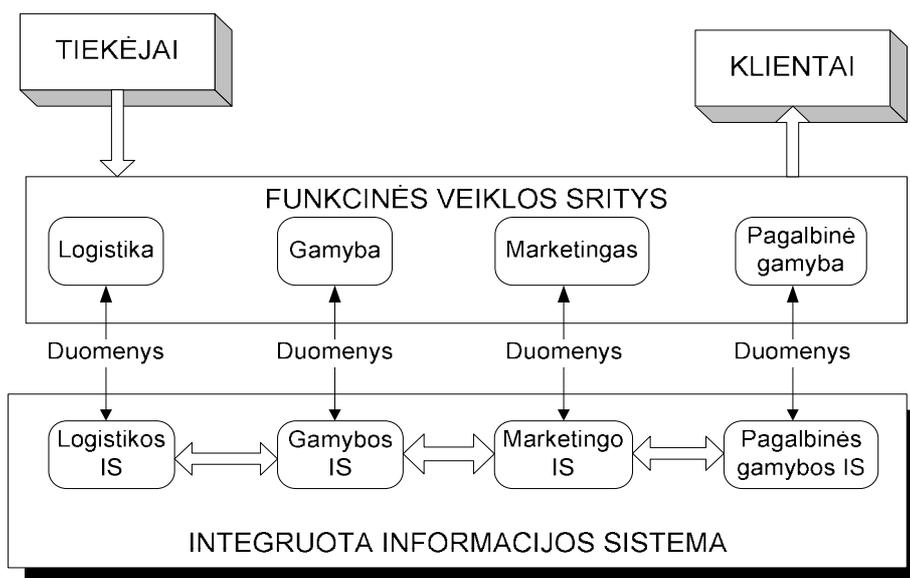 TIEKĖJAI
KLIENTAI
FUNKCINĖS VEIKLOS SRITYS
Logistika
Gamyba
Marketingas
Pagalbinė
gamyba
Duomenys
Duomenys
Duomenys
Duomenys
Logistikos
IS
Gamybos
IS
Marketingo
IS
Pagalbinės
gamybos IS
INTEGRUOTA INFORMACIJOS SISTEMA